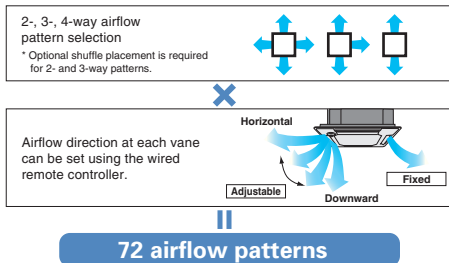 2-, 3-, 4-way airflow
pattern selection
* Optional shuffle placement is required
for 2- and 3-way patterns.
Horizontal
Airflow direction at each vane
can be set using the wired
remote controller.
Adjustable
Fixed
Downward
72 airflow patterns